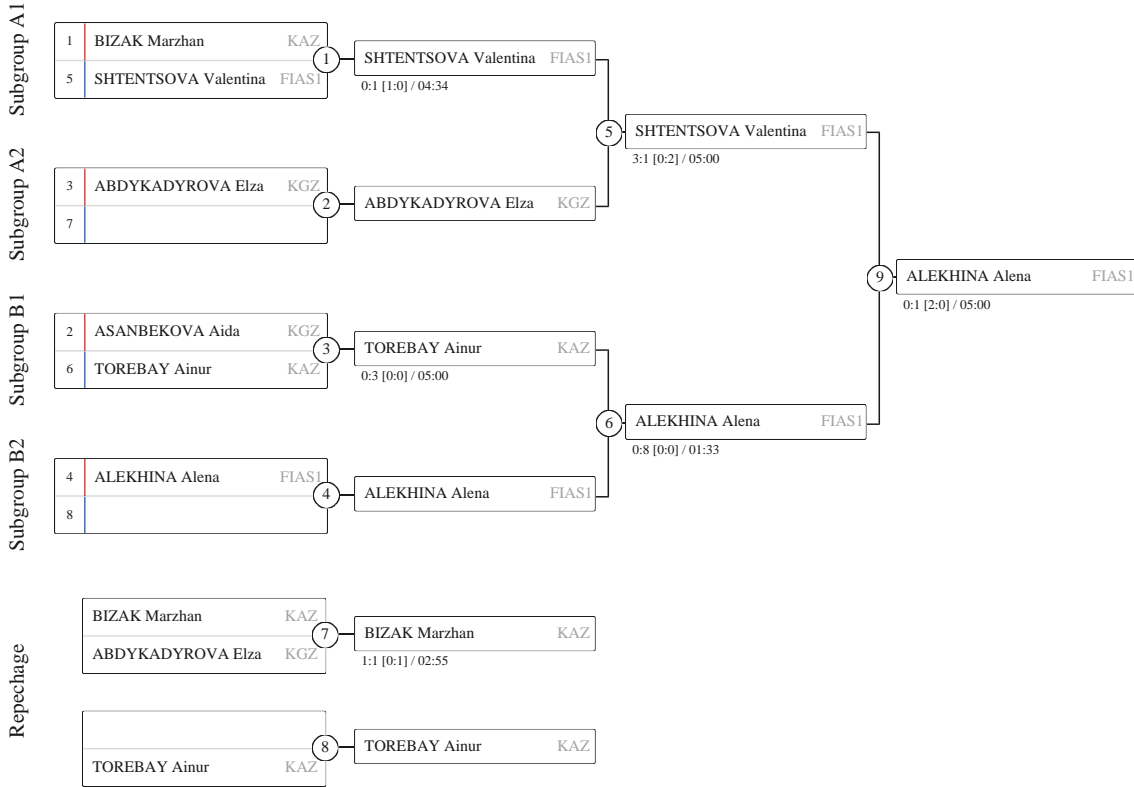 Subgroup A1
1 BIZAK Marzhan KAZ
5 SHTENTSOVA Valentina FIAS1
1
SHTENTSOVA Valentina FIAS1
0:1 [1:0] / 04:34
5
SHTENTSOVA Valentina FIAS1
3:1 [0:2] / 05:00
Subgroup A2
3 ABDYKADYROVA Elza KGZ
7
2
ABDYKADYROVA Elza KGZ
9
ALEKHINA Alena FIAS1
0:1 [2:0] / 05:00
Subgroup B1
2 ASANBEKOVA Aida KGZ
6 TOREBAY Ainur KAZ
3
TOREBAY Ainur KAZ
0:3 [0:0] / 05:00
6
ALEKHINA Alena FIAS1
0:8 [0:0] / 01:33
Subgroup B2
4 ALEKHINA Alena FIAS1
8
4
ALEKHINA Alena FIAS1
Repechage
BIZAK Marzhan KAZ
ABDYKADYROVA Elza KGZ
7
BIZAK Marzhan KAZ
1:1 [0:1] / 02:55
TOREBAY Ainur KAZ
8
TOREBAY Ainur KAZ